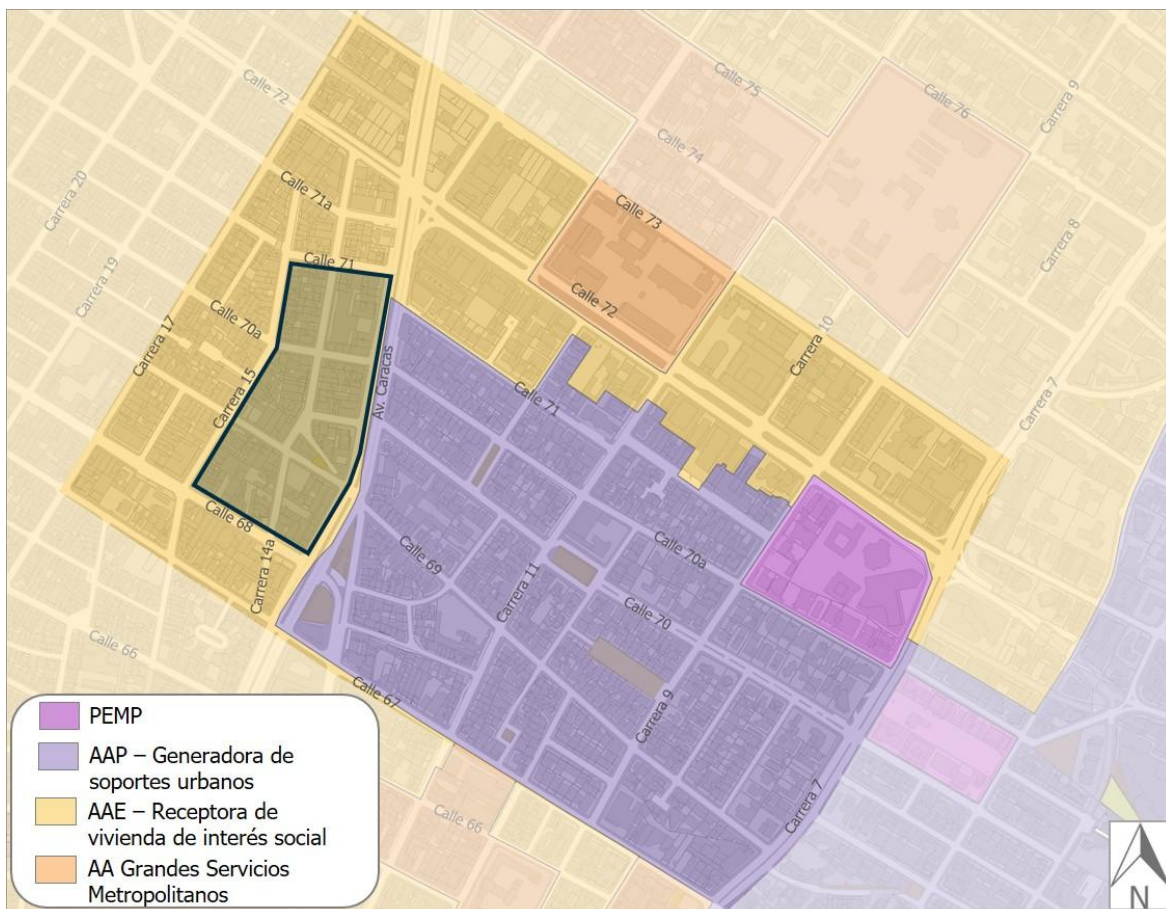 Calle 72
Calle 75
Calle 76
Carrera 9
Calle 74
Carrera 20
Calle 71a
Calle 73
Carrera 8
Carrera 19
Calle 71
Calle 72
Carrera 10
Carrera 7
Calle 70a
Carrera 17
Carrera 15
Av. Caracas
Calle 71
Calle 68
Carrera 14a
Calle 69
Carrera 11
Calle 70a
Calle 70
Calle 66
Calle 67
Carrera 9
Carrera 7
Calle 66
PEMP
AAP – Generadora de
soportes urbanos
AAE – Receptora de
vivienda de interés social
AA Grandes Servicios
Metropolitanos
N